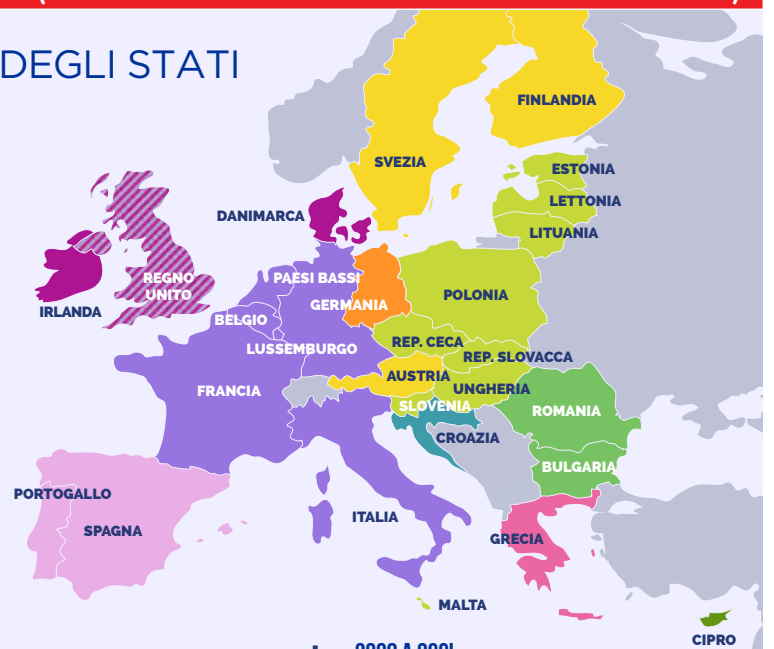 DEGLI STATI
FINLANDIA
SVEZIA
ESTONIA
LETTONIA
DANIMARCA
LITUANIA
REGNO
UNITO
PAESI BASSI
POLONIA
GERMANIA
IRLANDA
BELGIO
REP. CECA
LUSSEMBURGO
REP. SLOVACCA
AUSTRIA
FRANCIA
UNGHERIA
SLOVENIA
ROMANIA
CROAZIA
BULGARIA
PORTOGALLO
ITALIA
SPAGNA
GRECIA
MALTA
CIPRO